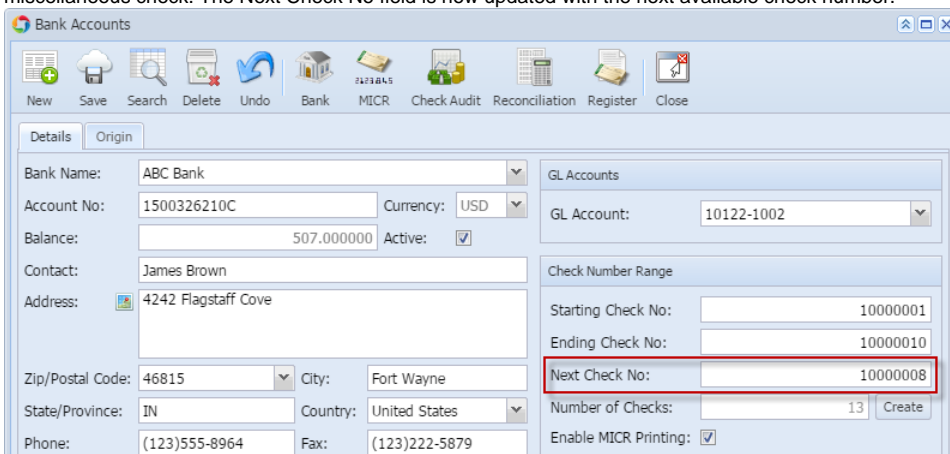 miscellaneous check. The Next Check No field is now updated with the next available check number.
Bank Accounts
New Save Search Delete Undo Bank MICR Check Audit Reconciliation Register Close
Details Origin
Bank Name: ABC Bank
Account No: 1500326210C Currency: USD
Balance: 507.000000 Active:
Contact: James Brown
Address: 4242 Flagstaff Cove
Zip/Postal Code: 46815 City: Fort Wayne
State/Province: IN Country: United States
Phone: (123)555-8964 Fax: (123)222-5879
GL Accounts
GL Account: 10122-1002
Check Number Range
Starting Check No: 10000001
Ending Check No: 10000010
Next Check No: 10000008
Number of Checks: 13 Create
Enable MICR Printing: